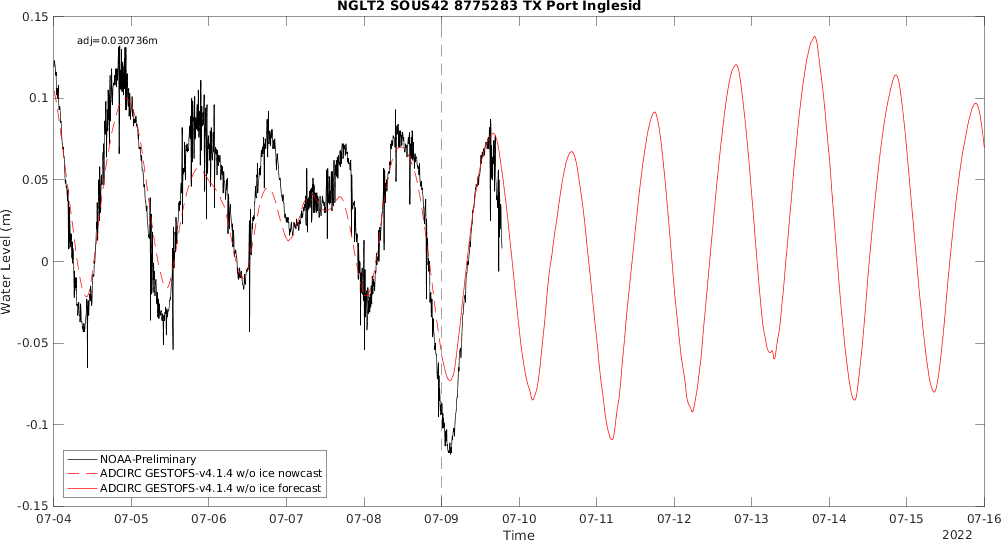 NGLT2 SOUS42 8775283 TX Port Inglesid
adj=0.030736m
0.15
0.1
0.05
0
-0.05
-0.1
-0.15
Water Level (m)
NOAA-Preliminary
ADCIRC GESTOFS-v4.1.4 w/o ice nowcast
ADCIRC GESTOFS-v4.1.4 w/o ice forecast
07-04 07-05 07-06 07-07 07-08 07-09 07-10 07-11 07-12 07-13 07-14 07-15 07-16
Time
2022